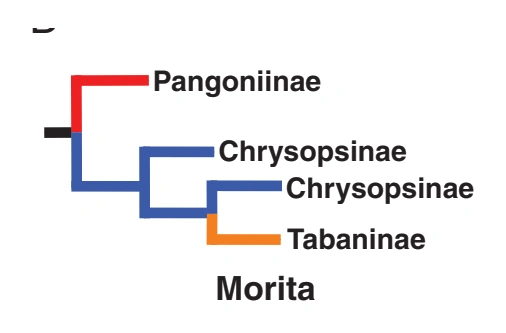 Pangoniinae
Chrysopsinae
Chrysopsinae
Tabaninae
Morita